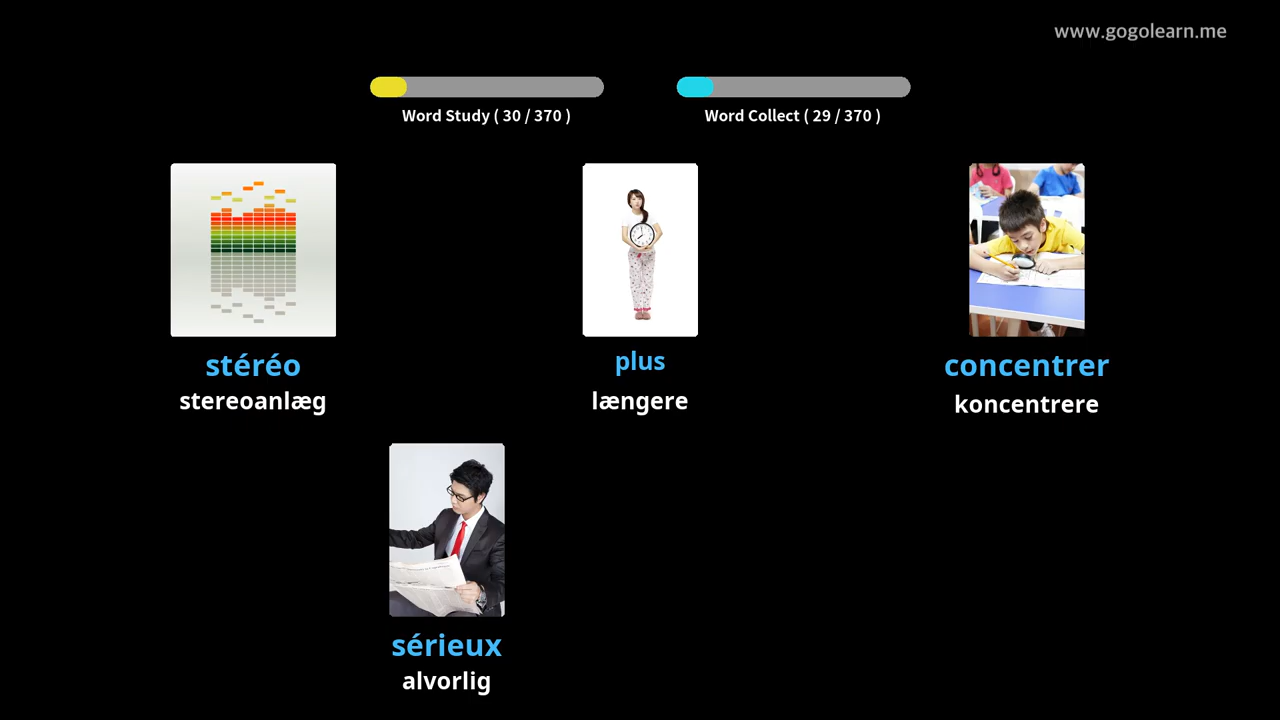 www.gogolearn.me
Word Study ( 30 / 370 )
Word Collect ( 29 / 370 )
stéréo
stereoanlæg
plus
længere
concentrer
koncentrere
sérieux
alvorlig